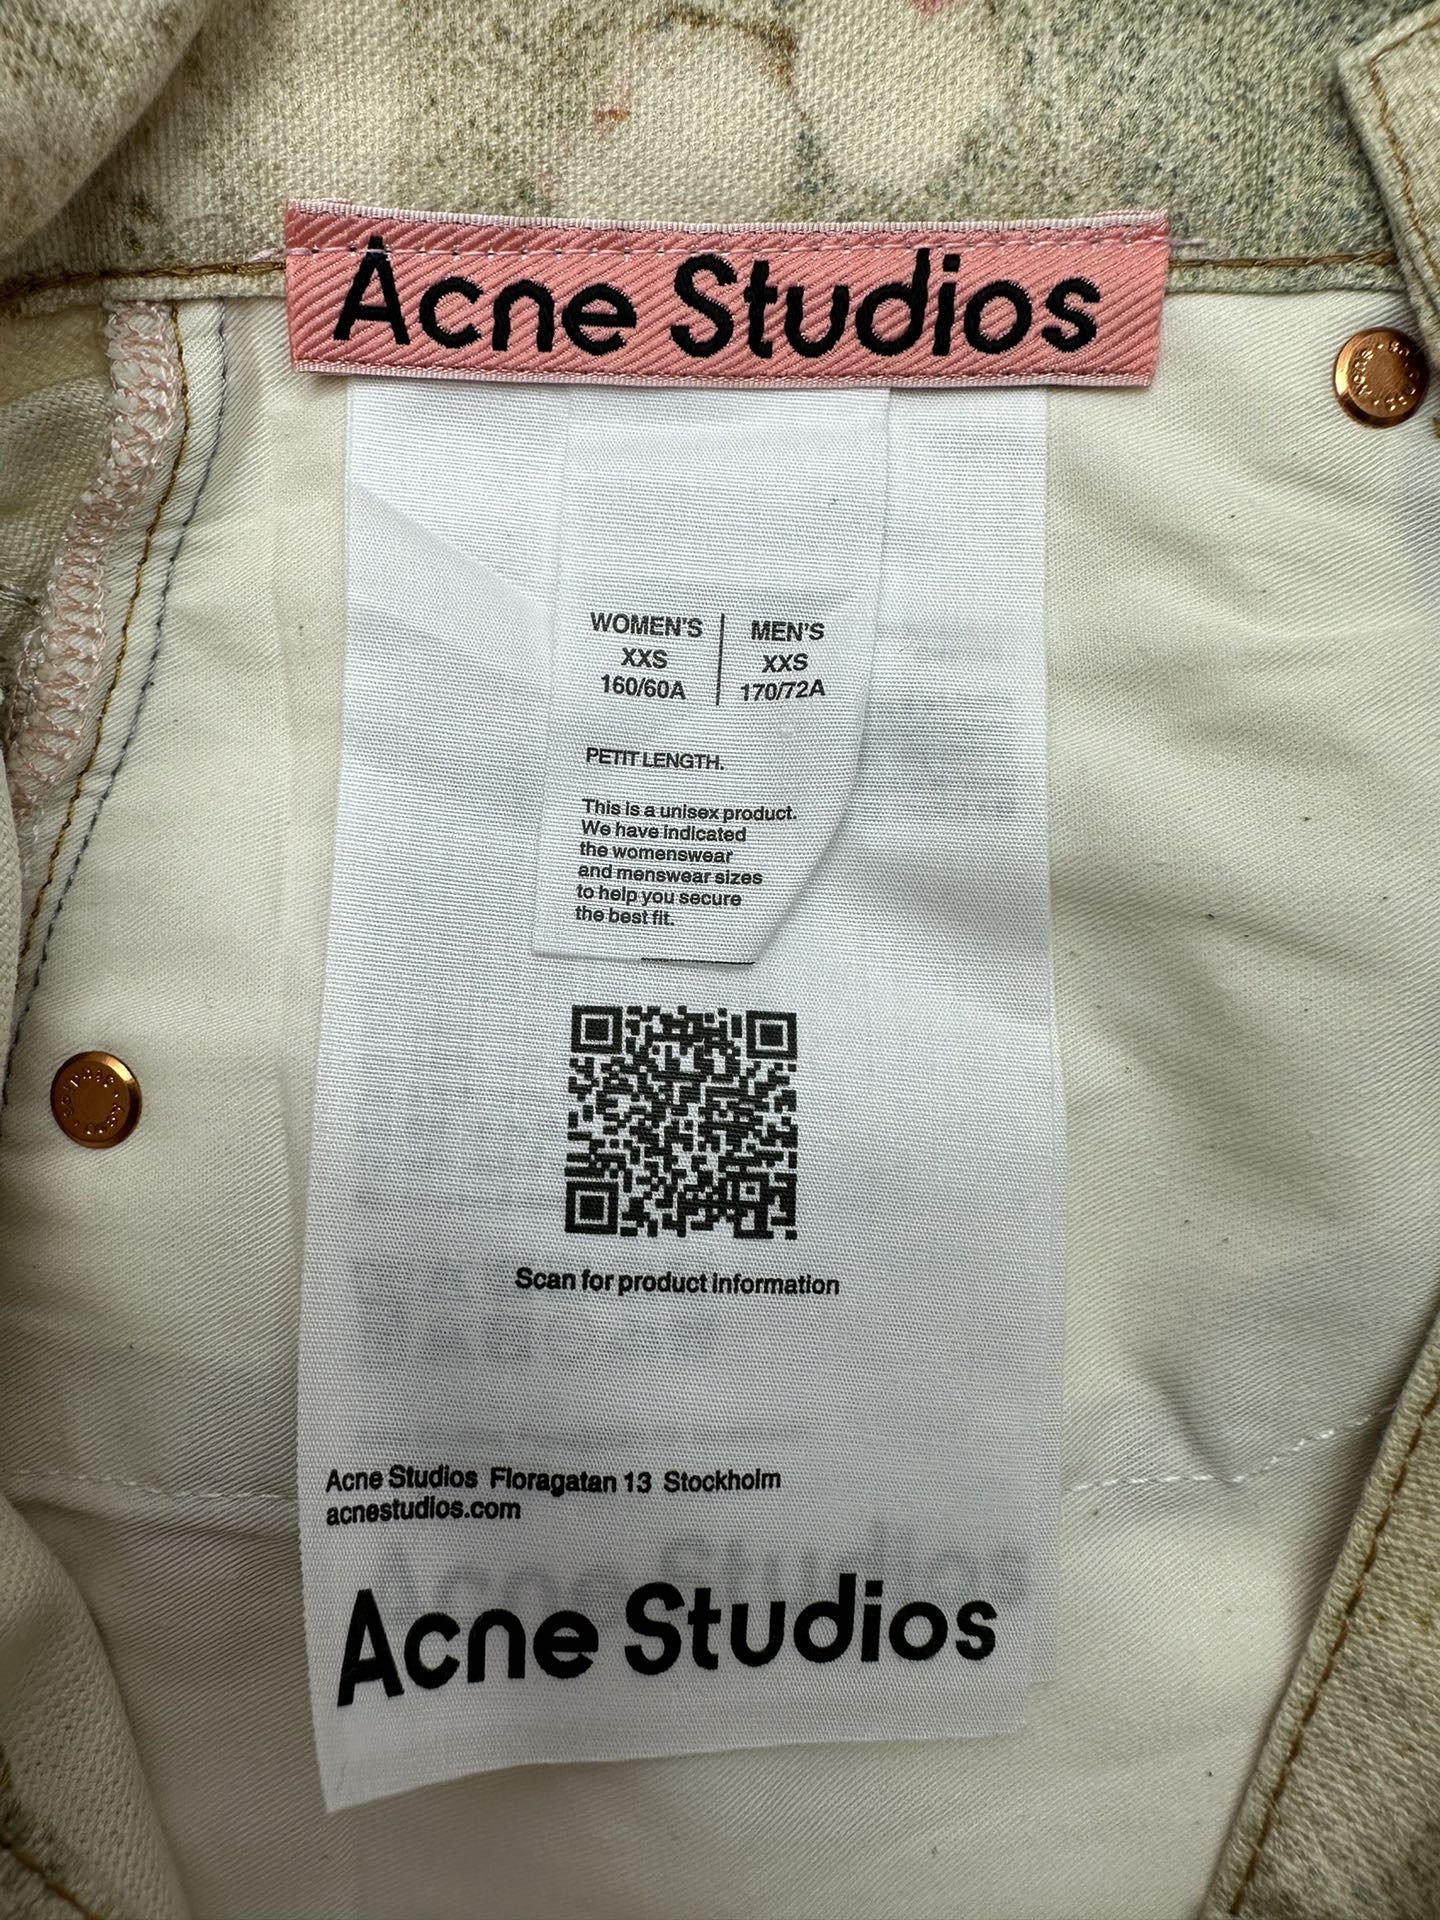 Acne Studios
WOMEN'S | MEN'S
XXS | XXS
160/60A | 170/72A
PETIT LENGTH.
This is a unisex product.
We have indicated
the womenswear
and menswear sizes
to help you secure
the best fit.
Scan for product information
Acne Studios Floragatan 13 Stockholm
acnestudios.com
Acne Studios